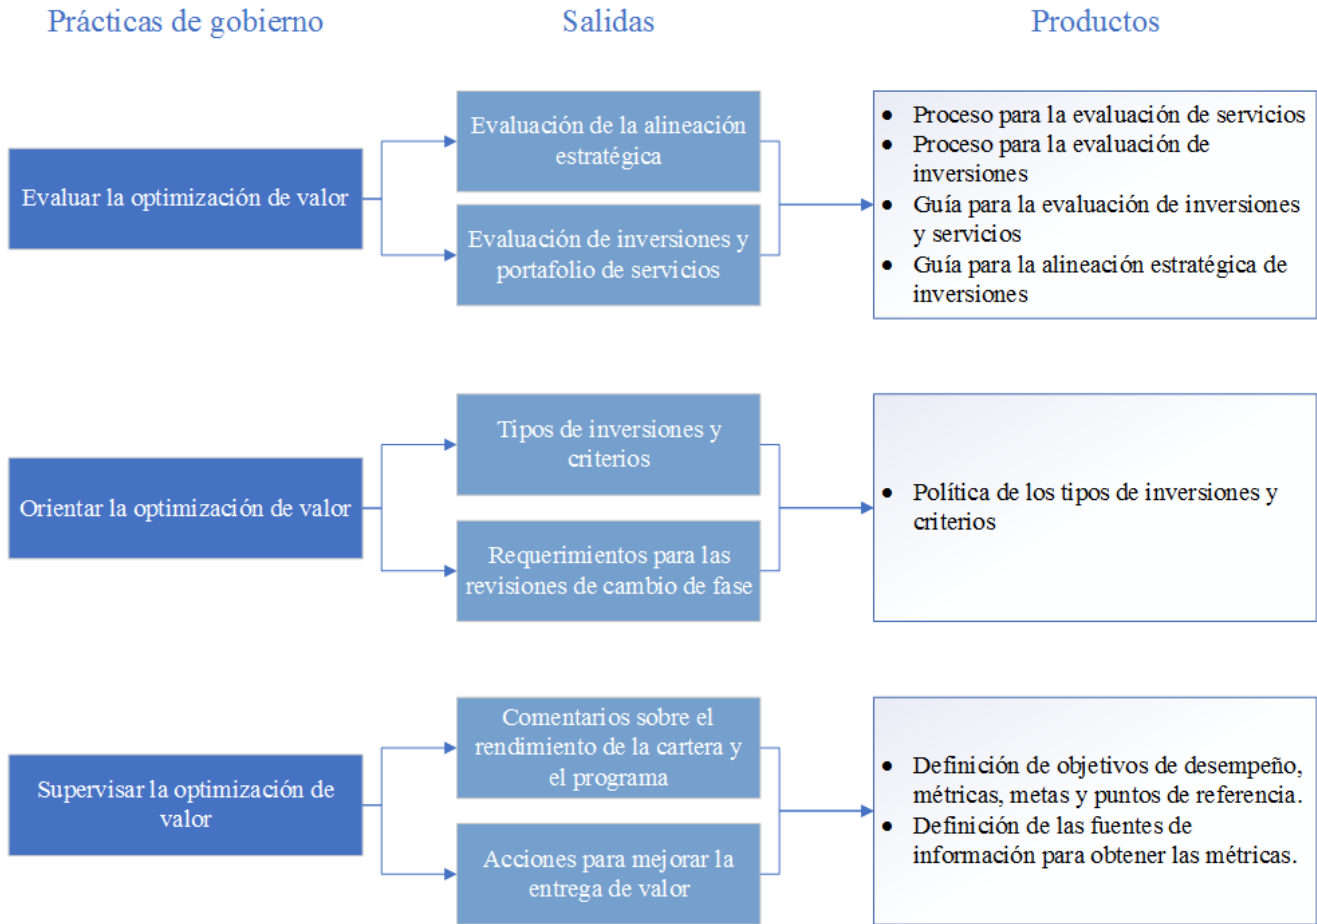 Prácticas de gobierno
Salidas
Productos
Evaluar la optimización de valor
Evaluación de la alineación
estratégica
Evaluación de inversiones y
portafolio de servicios
• Proceso para la evaluación de servicios
• Proceso para la evaluación de
inversiones
• Guía para la evaluación de inversiones
y servicios
• Guía para la alineación estratégica de
inversiones
Orientar la optimización de valor
Tipos de inversiones y
criterios
Requerimientos para las
revisiones de cambio de fase
• Política de los tipos de inversiones y
criterios
Supervisar la optimización de
valor
Comentarios sobre el
rendimiento de la cartera y
el programa
Acciones para mejorar la
entrega de valor
• Definición de objetivos de desempeño,
métricas, metas y puntos de referencia.
• Definición de las fuentes de
información para obtener las métricas.